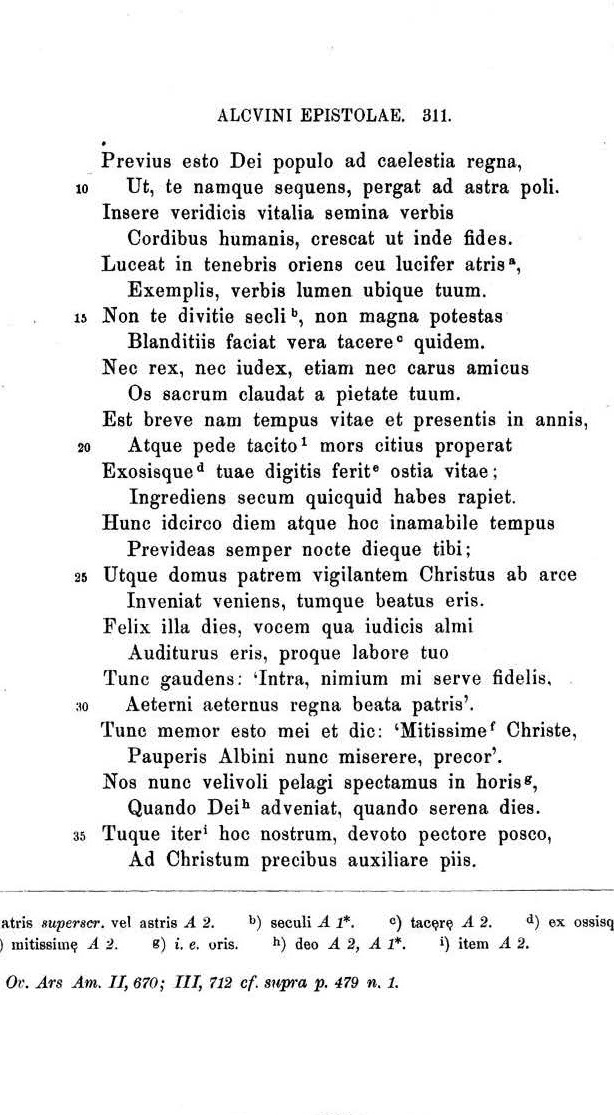 ALCVINI EPISTOLAE. 311.
Previus esto Dei populo ad caelestia regna,
10 Ut, te namque sequens, pergat ad astra poli.
Insere veridicis vitalia semina verbis
Cordibus humanis, crescat ut inde fides.
Luceat in tenebris oriens ceu lucifer atris ᵃ,
Exemplis, verbis lumen ubique tuum.
15 Non te divitie secli ᵇ, non magna potestas
Blanditiis faciat vera tacere ᶜ quidem.
Nec rex, nec iudex, etiam nec carus amicus
Os sacrum claudat a pietate tuum.
Est breve nam tempus vitae et presentis in annis,
20 Atque pede tacito ¹ mors citius properat
Exosisque ᵈ tuae digitis ferit ᵉ ostia vitae;
Ingrediens secum quicquid habes rapiet.
Hunc idcirco diem atque hoc inamabile tempus
Prevideas semper nocte dieque tibi;
25 Utque domus patrem vigilantem Christus ab arce
Inveniat veniens, tumque beatus eris.
Felix illa dies, vocem qua iudicis almi
Auditurus eris, proque labore tuo
Tunc gaudens: ‘Intra, nimium mi serve fidelis,
30 Aeterni aeternus regna beata patris’.
Tunc memor esto mei et dic: ‘Mitissime ᶠ Christe,
Pauperis Albini nunc miserere, precor’.
Nos nunc velivoli pelagi spectamus in horis ᵍ,
Quando Dei ʰ adveniat, quando serena dies.
35 Tuque iter ⁱ hoc nostrum, devoto pectore posco,
Ad Christum precibus auxiliare piis.
atris superscr. vel astris A 2. ᵇ) seculi A 1*. ᶜ) tacęrę A 2. ᵈ) ex ossisq
) mitissimę A 2. ᵍ) i. e. oris. ʰ) deo A 2, A 1*. ⁱ) item A 2.
Ov. Ars Am. II, 670; III, 712 cf. supra p. 479 n. 1.